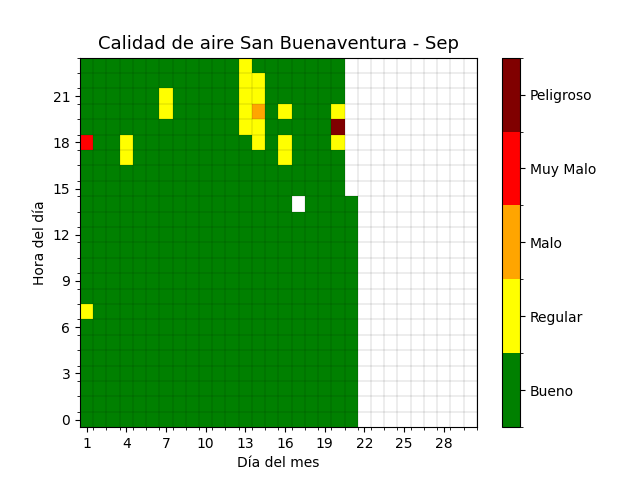 Calidad de aire San Buenaventura - Sep
Hora del día
21
18
15
12
9
6
3
0
1 4 7 10 13 16 19 22 25 28
Día del mes
Peligroso
Muy Malo
Malo
Regular
Bueno